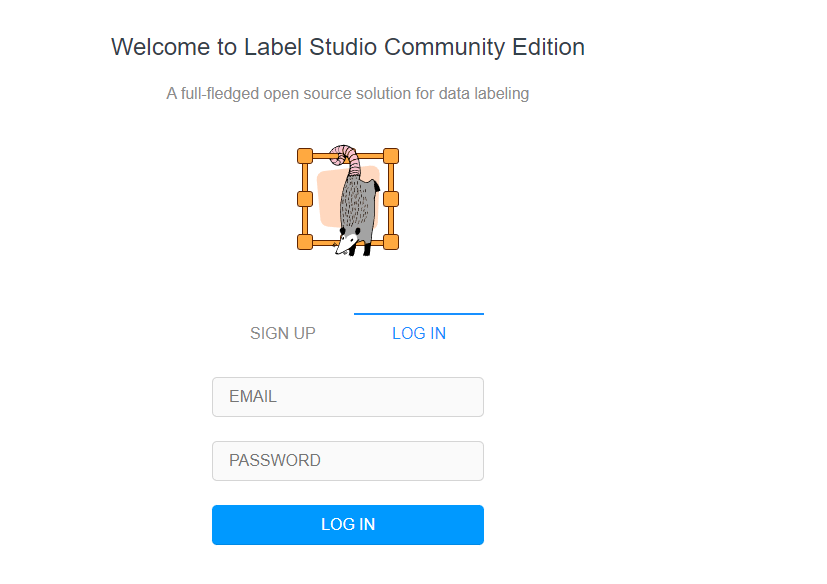 Welcome to Label Studio Community Edition
A full-fledged open source solution for data labeling
SIGN UP
LOG IN
EMAIL
PASSWORD
LOG IN